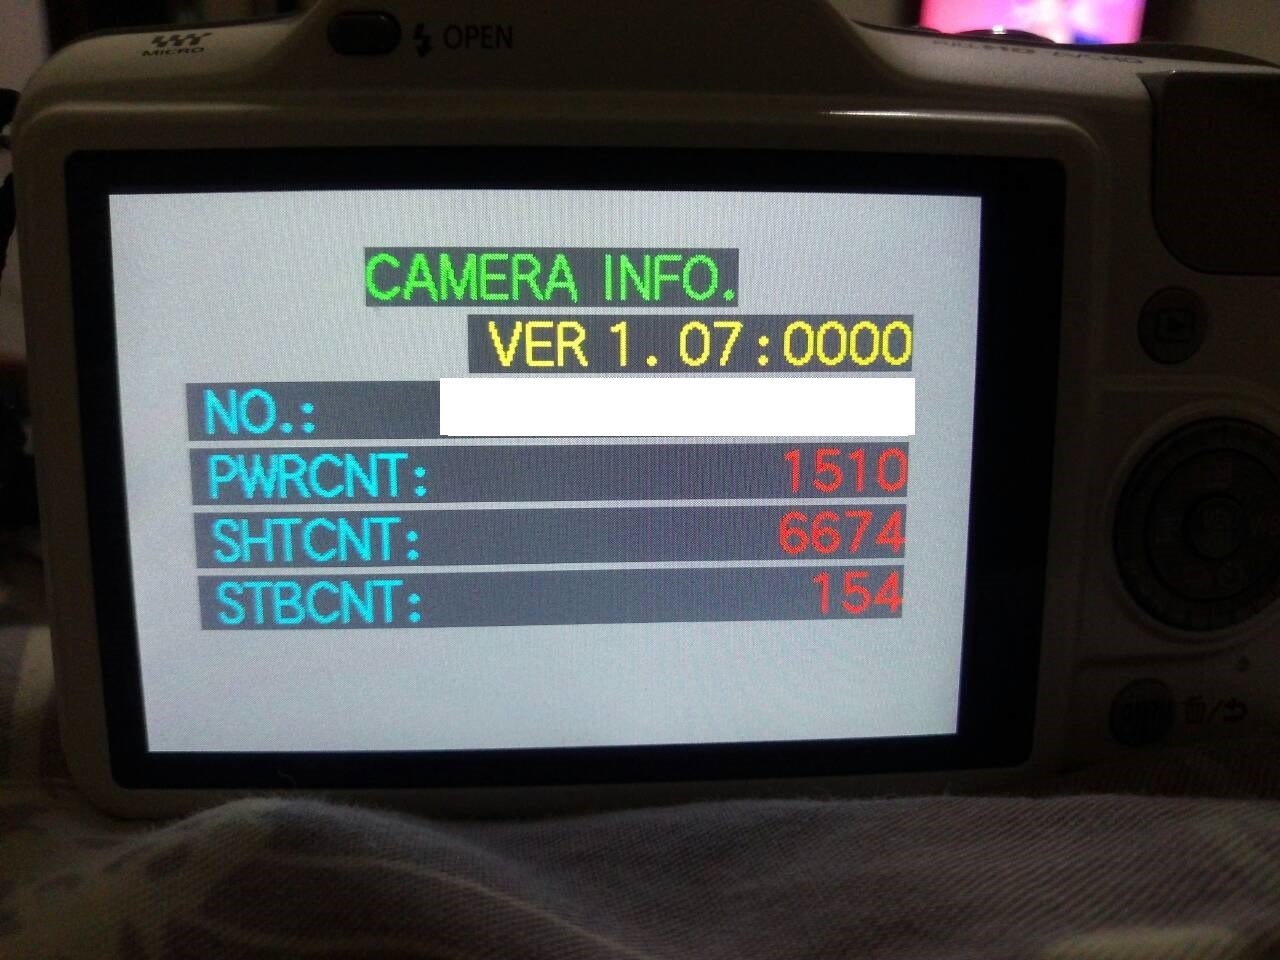 MICRO
OPEN
CAMERA INFO.
VER 1.07:0000
NO.:
PWRCNT: 1510
SHTCNT: 6674
STBCNT: 154